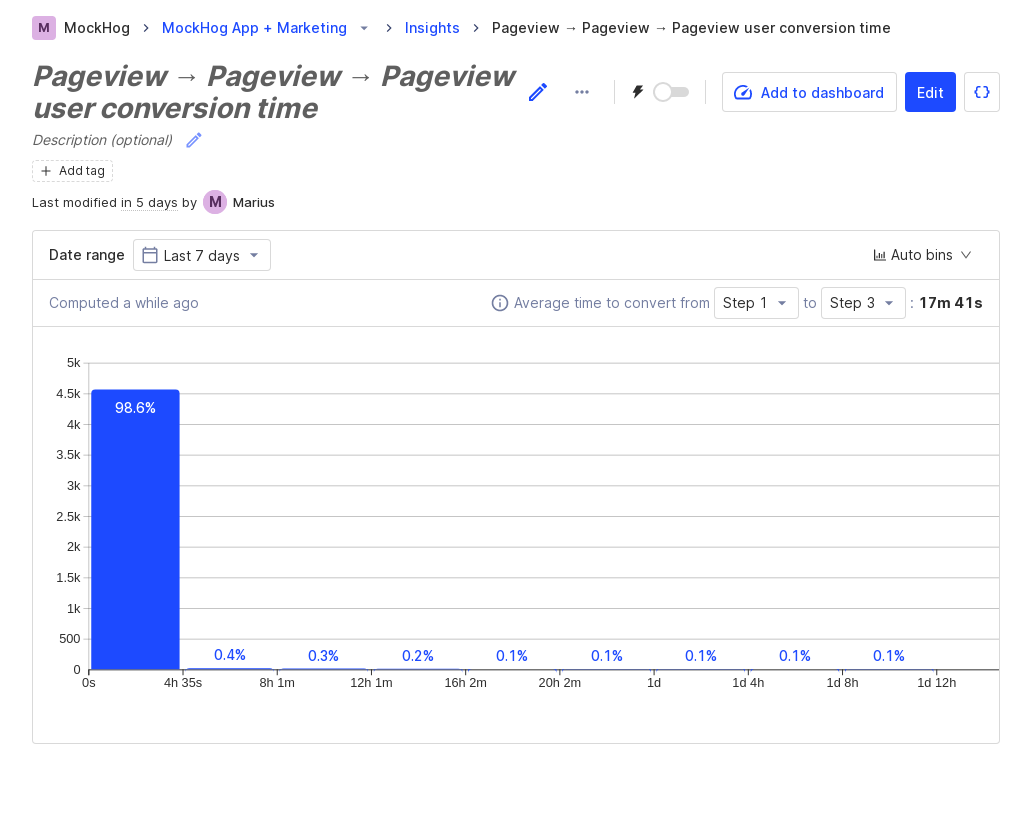 M MockHog > MockHog App + Marketing > Insights > Pageview → Pageview → Pageview user conversion time
Pageview → Pageview → Pageview
user conversion time
Add to dashboard
Edit
Description (optional)
+ Add tag
Last modified in 5 days by M Marius
Date range Last 7 days Auto bins
Computed a while ago Average time to convert from Step 1 to Step 3 : 17m 41s
5k
4.5k
98.6%
4k
3.5k
3k
2.5k
2k
1.5k
1k
500
0.4% 0.3% 0.2% 0.1% 0.1% 0.1% 0.1% 0.1%
0
0s 4h 35s 8h 1m 12h 1m 16h 2m 20h 2m 1d 1d 4h 1d 8h 1d 12h